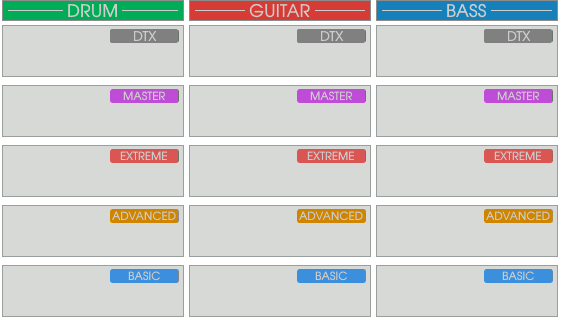 DRUM GUITAR BASS
DTX DTX DTX
MASTER MASTER MASTER
EXTREME EXTREME EXTREME
ADVANCED ADVANCED ADVANCED
BASIC BASIC BASIC